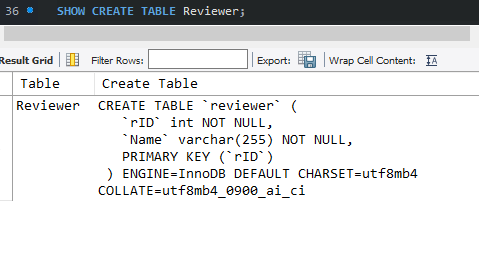 36 SHOW CREATE TABLE Reviewer;
Result Grid Filter Rows: Export: Wrap Cell Content: IA
Table Create Table
Reviewer CREATE TABLE `reviewer` (
`rID` int NOT NULL,
`Name` varchar(255) NOT NULL,
PRIMARY KEY (`rID`)
) ENGINE=InnoDB DEFAULT CHARSET=utf8mb4
COLLATE=utf8mb4_0900_ai_ci